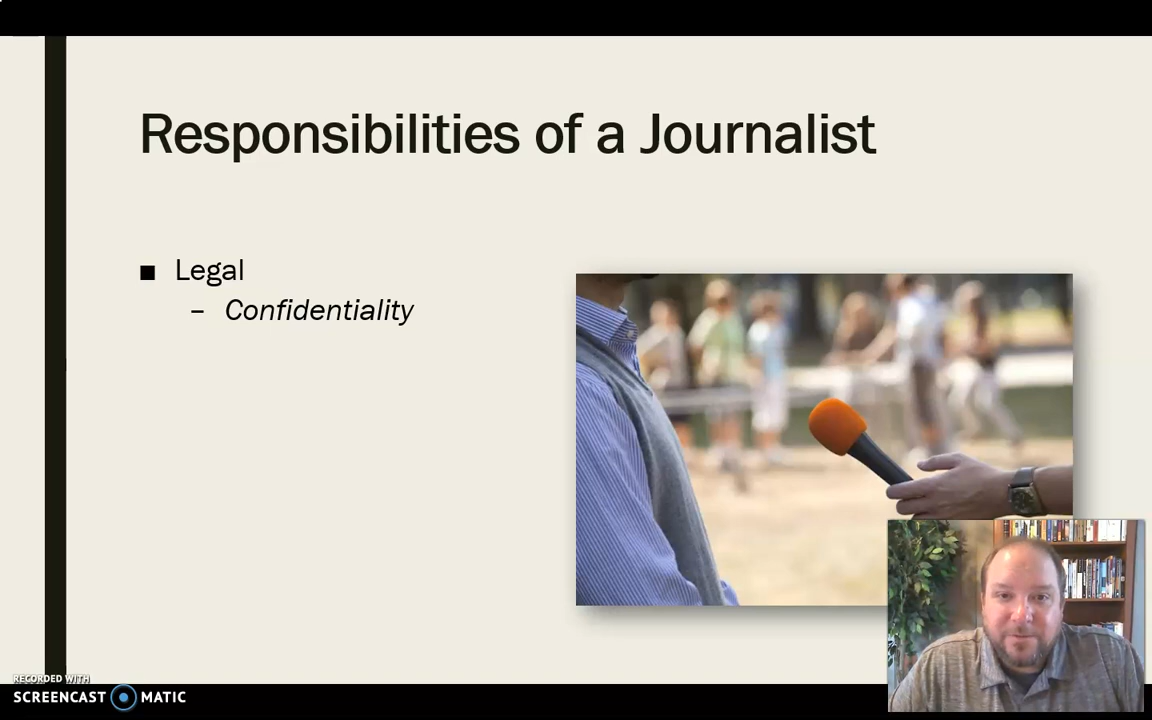 Responsibilities of a Journalist
■ Legal
– Confidentiality
RECORDED WITH
SCREENCAST MATIC